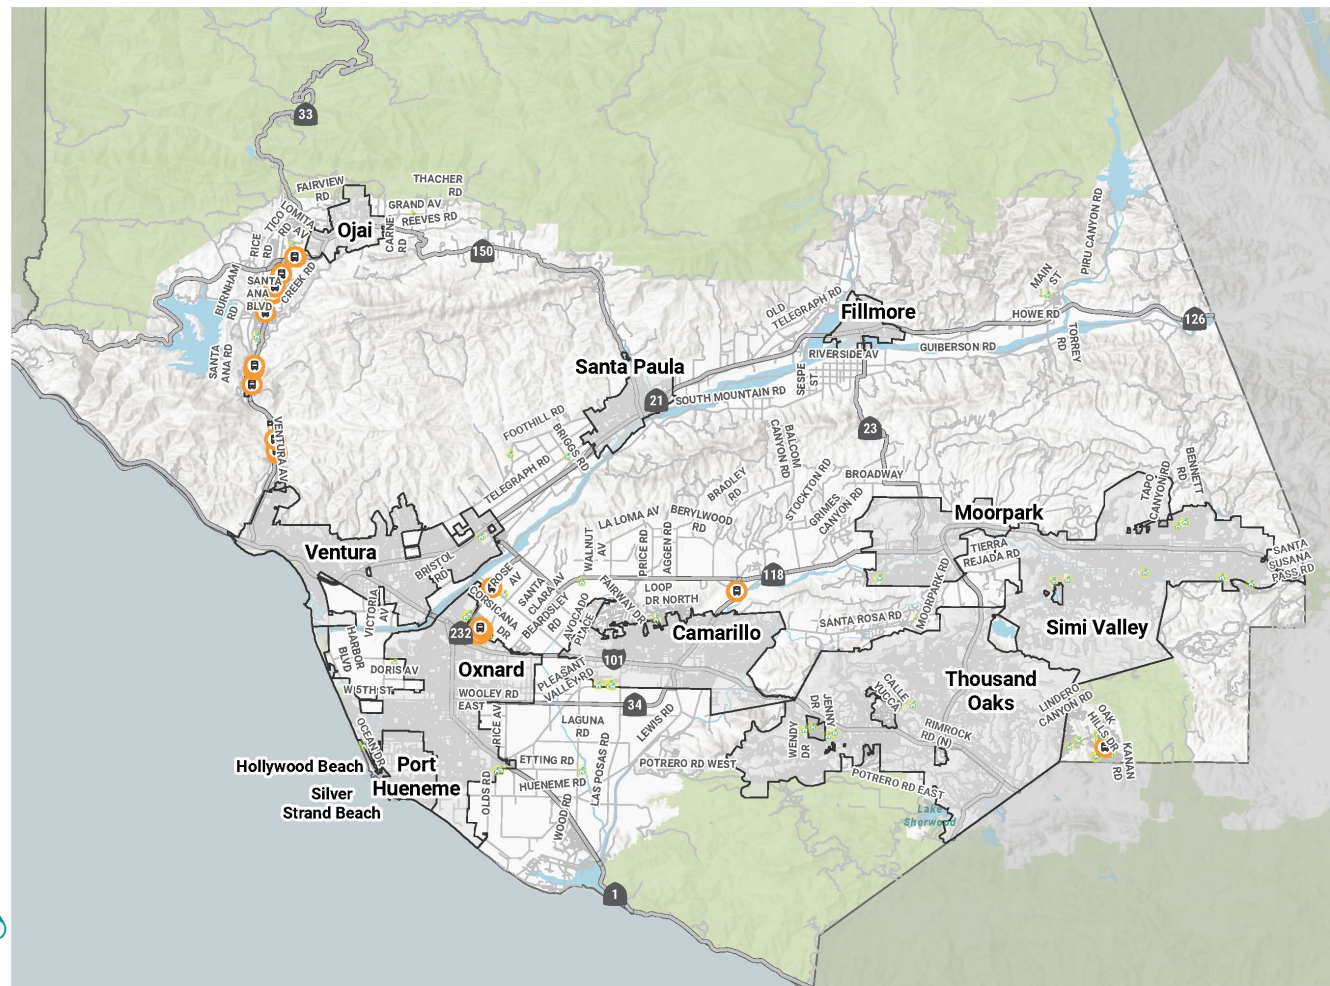 33
FAIRVIEW
RD
THACHER
RD
GRAND AV
REEVES RD
LOMITA
AV
TICO
RD
RICE
RD
Ojai
CARNE
RD
150
PIRU CANYON RD
BURNHAM
RD
SANTA
ANA
BLVD
CREEK RD
MAIN
ST
OLD
TELEGRAPH RD
Fillmore
HOWE RD
126
SANTA
ANA RD
RIVERSIDE AV
GUIBERSON RD
TORREY
RD
Santa Paula
SESPE
ST
21
SOUTH MOUNTAIN RD
VENTURA AV
FOOTHILL RD
BRIGGS RD
23
BALCOM
CANYON RD
TELEGRAPH RD
BRADLEY
RD
STOCKTON RD
BROADWAY
BENNETT
RD
TAPO
CANYON RD
GRIMES
CANYON RD
LA LOMA AV
BERYLWOOD
RD
Moorpark
Ventura
BRISTOL
RD
WALNUT
AV
PRICE RD
AGGEN RD
TIERRA
REJADA RD
SANTA
SUSANA
PASS RD
ROSE
AV
SANTA
CLARA AV
118
LOOP
DR NORTH
FAIRWAY DR
MOORPARK RD
VICTORIA
AV
CORSICANA
DR
BEARDSLEY
RD
AVOCADO
PLACE
SANTA ROSA RD
232
Camarillo
Simi Valley
HARBOR
BLVD
DORIS AV
Oxnard
101
PLEASANT
VALLEY RD
Thousand
Oaks
W 5TH ST
WOOLEY RD
EAST
34
CALLE
YUCCA
LINDERO
CANYON RD
OAK
HILLS DR
KANAN
RD
OCEAN DR
RICE AV
LAGUNA
RD
LEWIS RD
JENNY
DR
WENDY
DR
RIMROCK
RD (N)
Hollywood Beach
Port
Hueneme
ETTING RD
LAS POSAS RD
POTRERO RD WEST
HUENEME RD
POTRERO RD EAST
Silver
Strand Beach
OLDS RD
WOOD RD
Lake
Sherwood
1